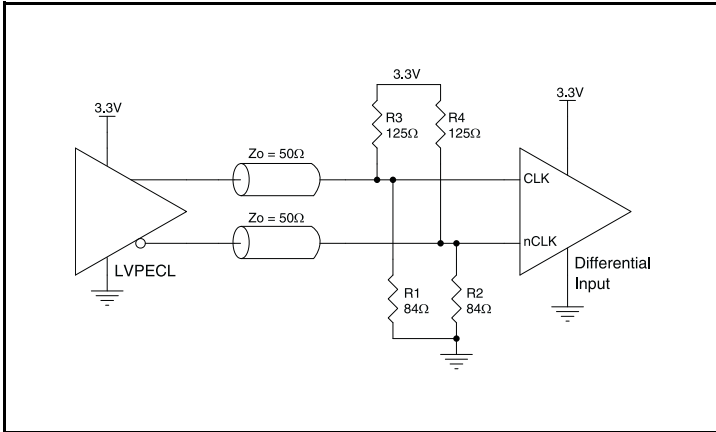 3.3V
R3
125Ω
R4
125Ω
3.3V
3.3V
Zo = 50Ω
CLK
Zo = 50Ω
nCLK
LVPECL
Differential
Input
R1
84Ω
R2
84Ω